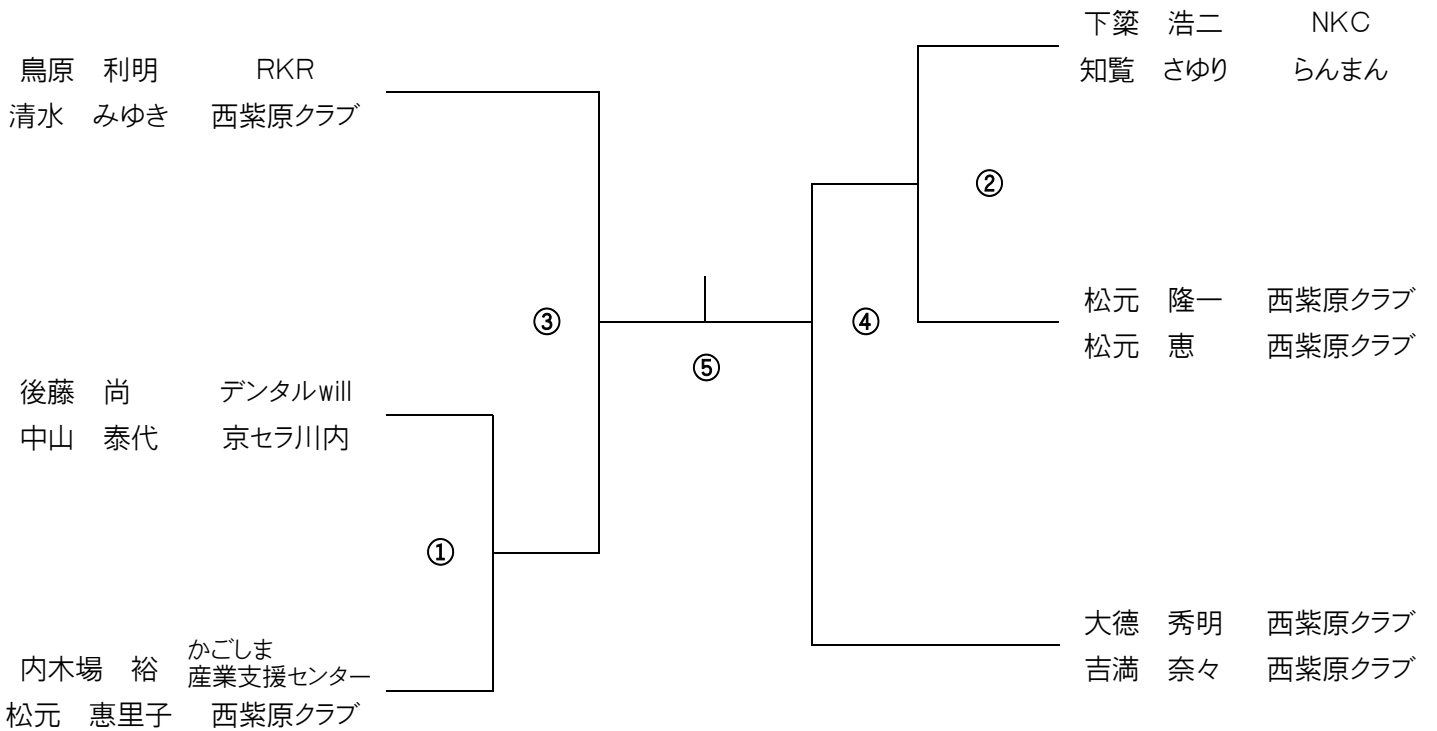 鳥原 利明 RKR
清水 みゆき 西紫原クラブ
③
後藤 尚 デンタルwill
中山 泰代 京セラ川内
①
内木場 裕 かごしま
産業支援センター
松元 惠里子 西紫原クラブ
⑤
下簗 浩二 NKC
知覧 さゆり らんまん
②
④
松元 隆一 西紫原クラブ
松元 恵 西紫原クラブ
大德 秀明 西紫原クラブ
吉満 奈々 西紫原クラブ